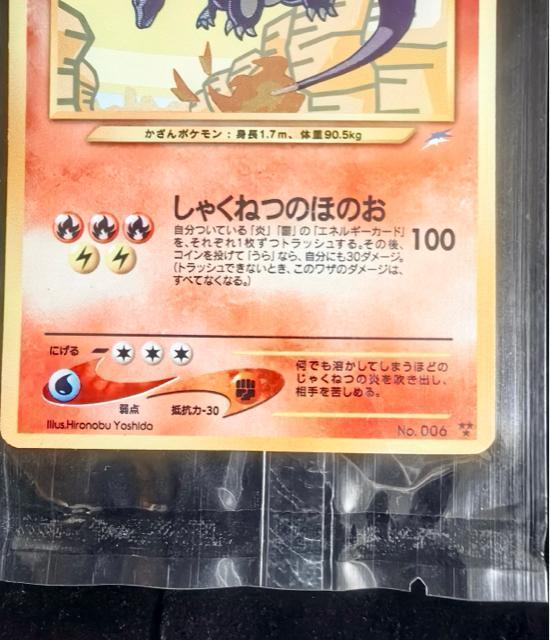 かざんポケモン：身長1.7m、体重90.5kg
しゃくねつのほのお
自分ついている「炎」「雷」の「エネルギーカード」
を、それぞれ1枚ずつトラッシュする。その後、
コインを投げて「うら」なら、自分にも30ダメージ。
（トラッシュできないとき、このワザのダメージは、
すべてなくなる。）
100
にげる
弱点
抵抗力-30
何でも溶かしてしまうほどの
じゃくねつの炎を吹き出し、
相手を苦しめる。
Illus.Hironobu Yoshida
No. 006